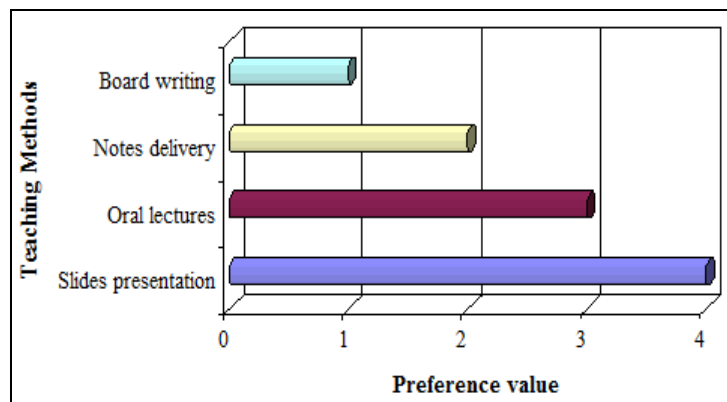 Teaching Methods
Board writing
Notes delivery
Oral lectures
Slides presentation
0 1 2 3 4
Preference value